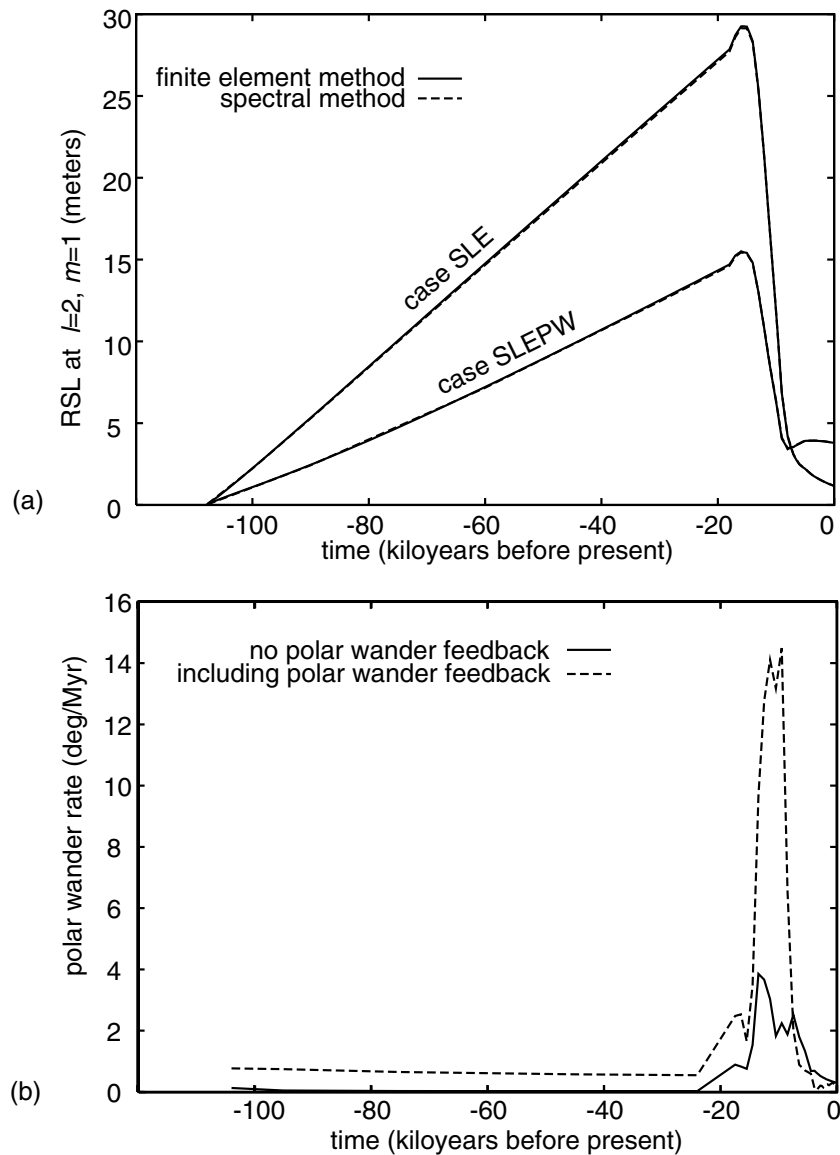 30
25
20
15
10
5
0
RSL at l=2, m=1 (meters)
finite element method
spectral method
case SLE
case SLEPW
(a)
-100 -80 -60 -40 -20 0
time (kiloyears before present)
16
14
12
10
8
6
4
2
0
polar wander rate (deg/Myr)
no polar wander feedback
including polar wander feedback
(b)
-100 -80 -60 -40 -20 0
time (kiloyears before present)